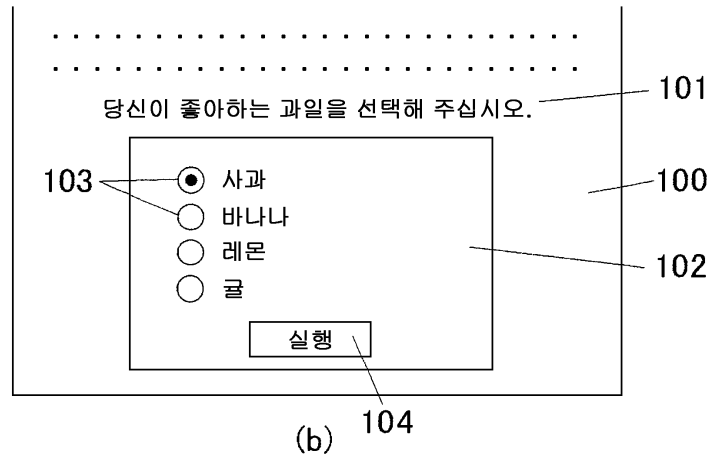 당신이 좋아하는 과일을 선택해 주십시오.
101
103
사과
100
바나나
레몬
102
귤
실행
104
(b)